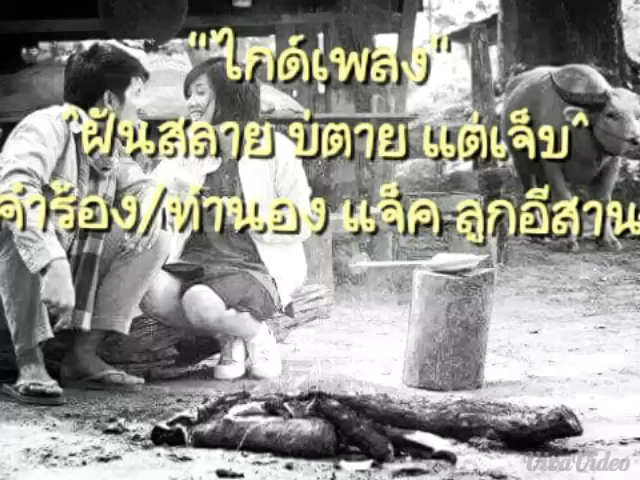 "ไกด์เพลง"
^ฝันสลาย บ่ตาย แต่เจ็บ^
คำร้อง/ทำนอง แจ็ค ลูกอีสาน
VivaVideo